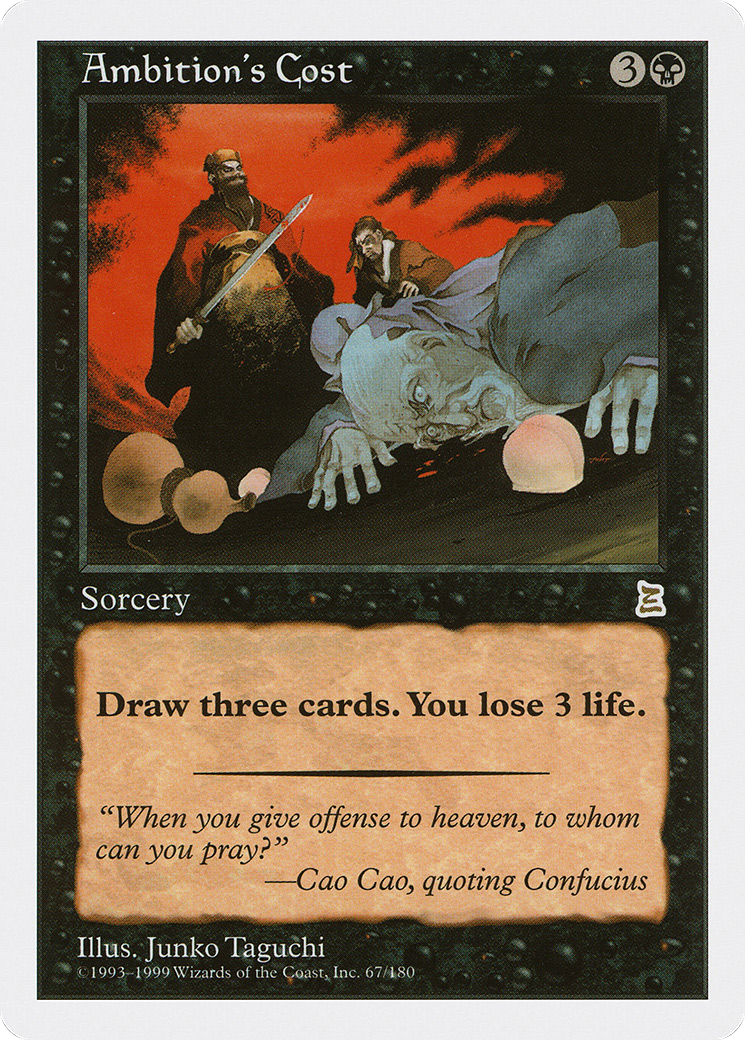 Ambition's Cost
3
Sorcery
Draw three cards. You lose 3 life.
“When you give offense to heaven, to whom
can you pray?”
—Cao Cao, quoting Confucius
Illus. Junko Taguchi
©1993–1999 Wizards of the Coast, Inc. 67/180